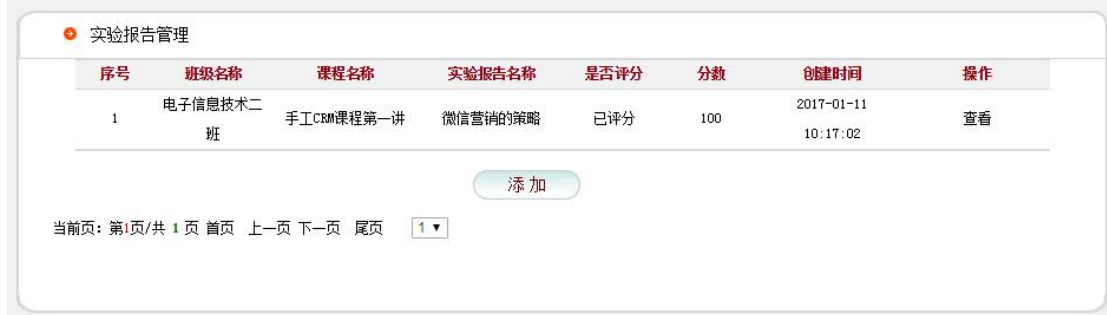 实验报告管理
序号 班级名称 课程名称 实验报告名称 是否评分 分数 创建时间 操作
1 电子信息技术二班 手工CRM课程第一讲 微信营销的策略 已评分 100 2017-01-11 10:17:02 查看
添 加
当前页: 第1页/共 1 页 首页 上一页 下一页 尾页 1